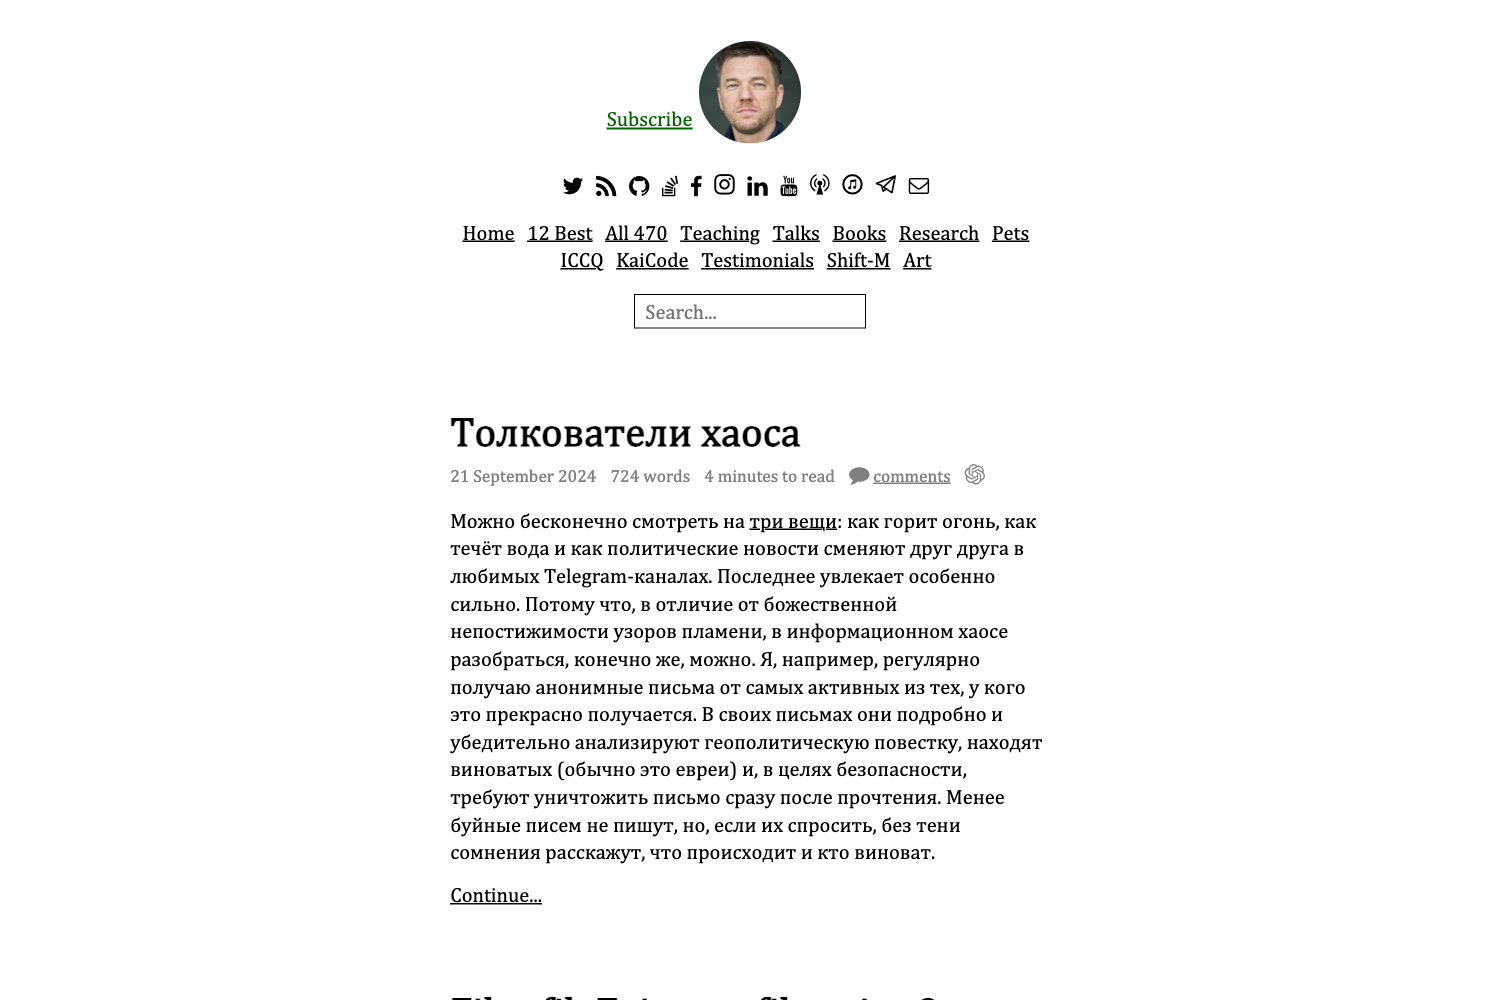 Subscribe
Home 12 Best All 470 Teaching Talks Books Research Pets
ICCQ KaiCode Testimonials Shift-M Art
Search...
Толкователи хаоса
21 September 2024 724 words 4 minutes to read comments
Можно бесконечно смотреть на три вещи: как горит огонь, как
течёт вода и как политические новости сменяют друг друга в
любимых Telegram-каналах. Последнее увлекает особенно
сильно. Потому что, в отличие от божественной
непостижимости узоров пламени, в информационном хаосе
разобраться, конечно же, можно. Я, например, регулярно
получаю анонимные письма от самых активных из тех, у кого
это прекрасно получается. В своих письмах они подробно и
убедительно анализируют геополитическую повестку, находят
виноватых (обычно это евреи) и, в целях безопасности,
требуют уничтожить письмо сразу после прочтения. Менее
буйные писем не пишут, но, если их спросить, без тени
сомнения расскажут, что происходит и кто виноват.
Continue...